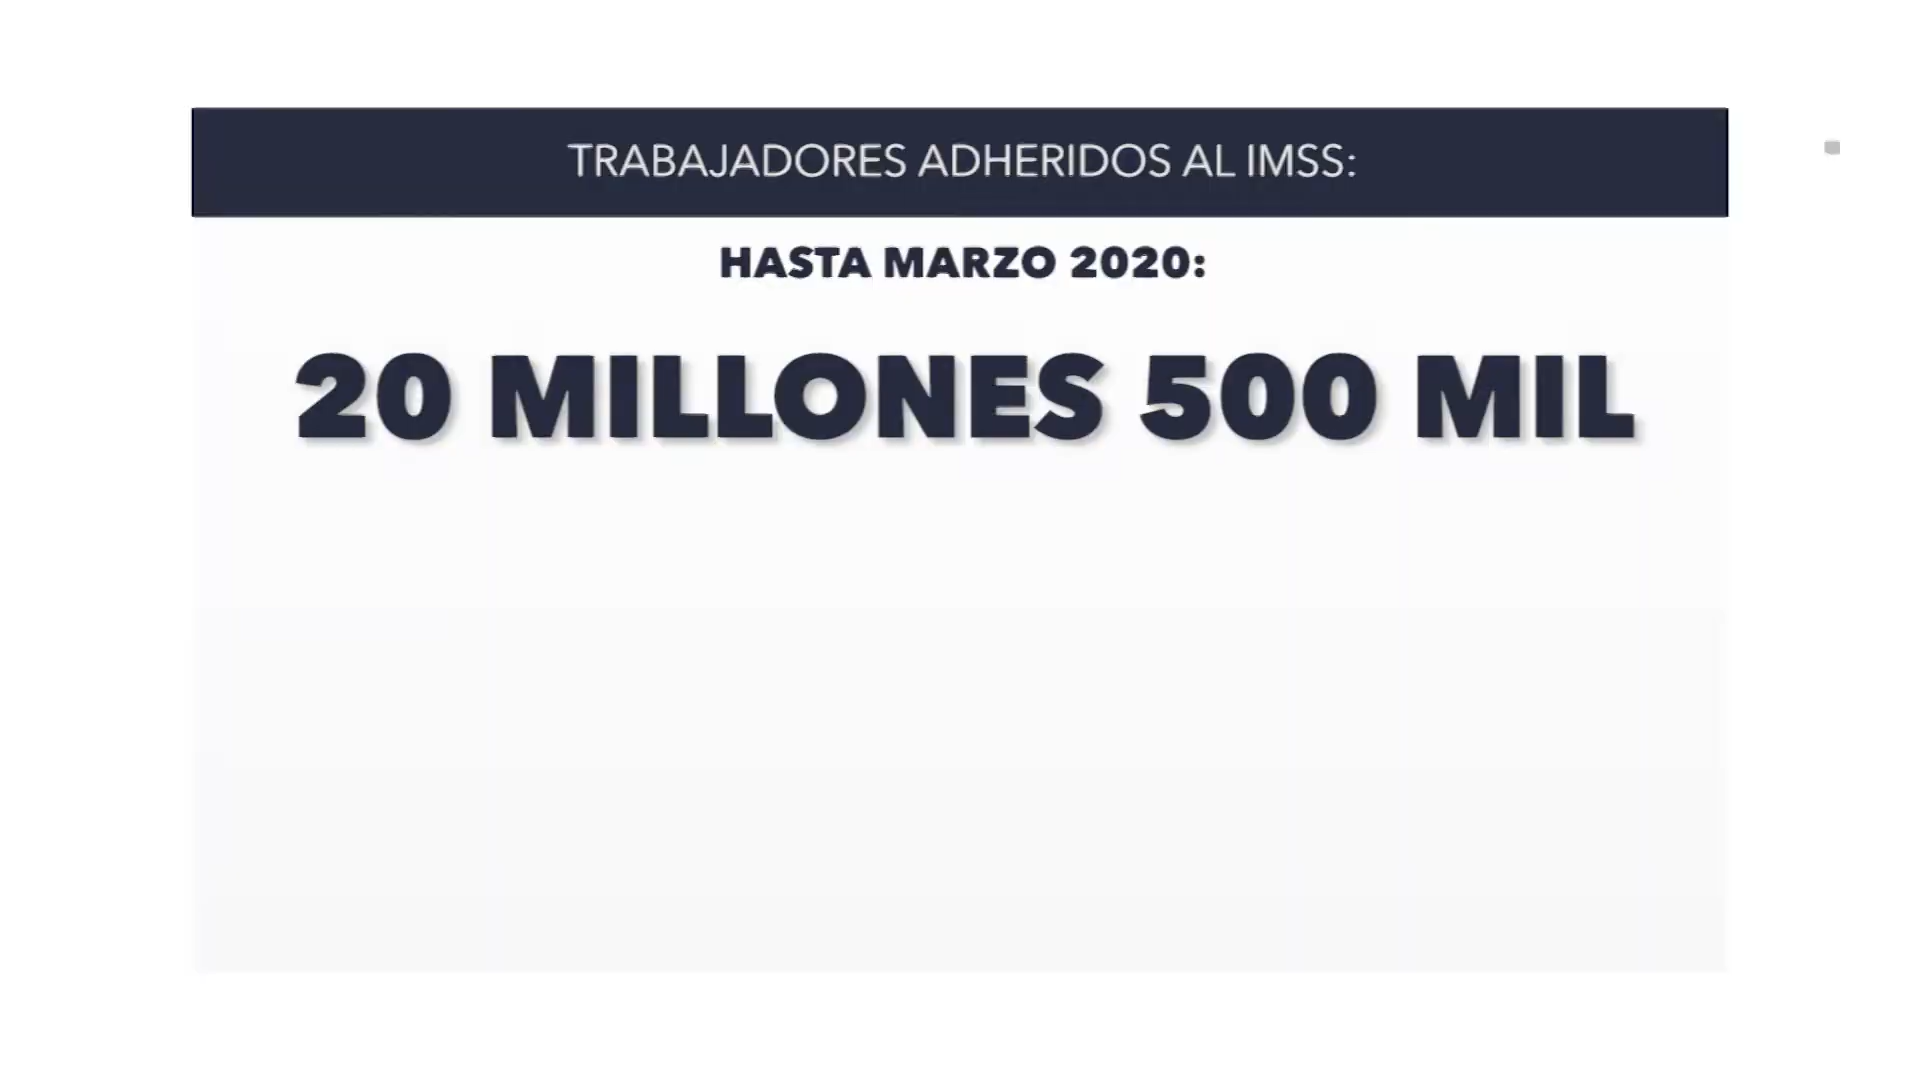 TRABAJADORES ADHERIDOS AL IMSS:
HASTA MARZO 2020:
20 MILLONES 500 MIL